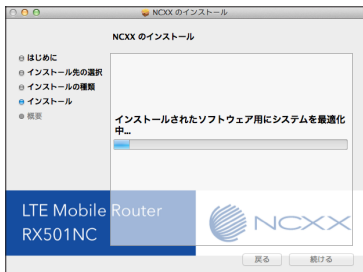 NCXX のインストール
NCXX のインストール
はじめに
インストール先の選択
インストールの種類
インストール
概要
インストールされたソフトウェア用にシステムを最適化
中...
LTE Mobile Router
RX501NC
NCXX
戻る
続ける